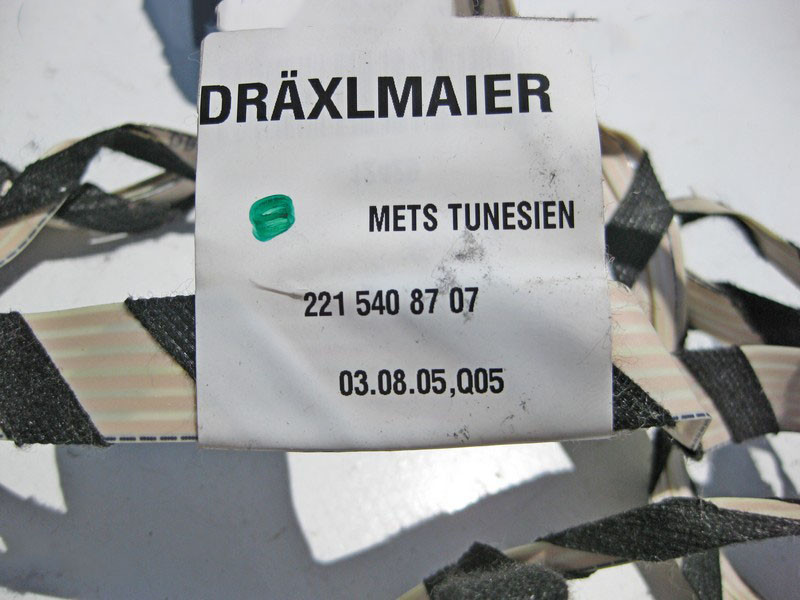 DRÄXLMAIER
METS TUNESIEN
221 540 87 07
03.08.05,Q05